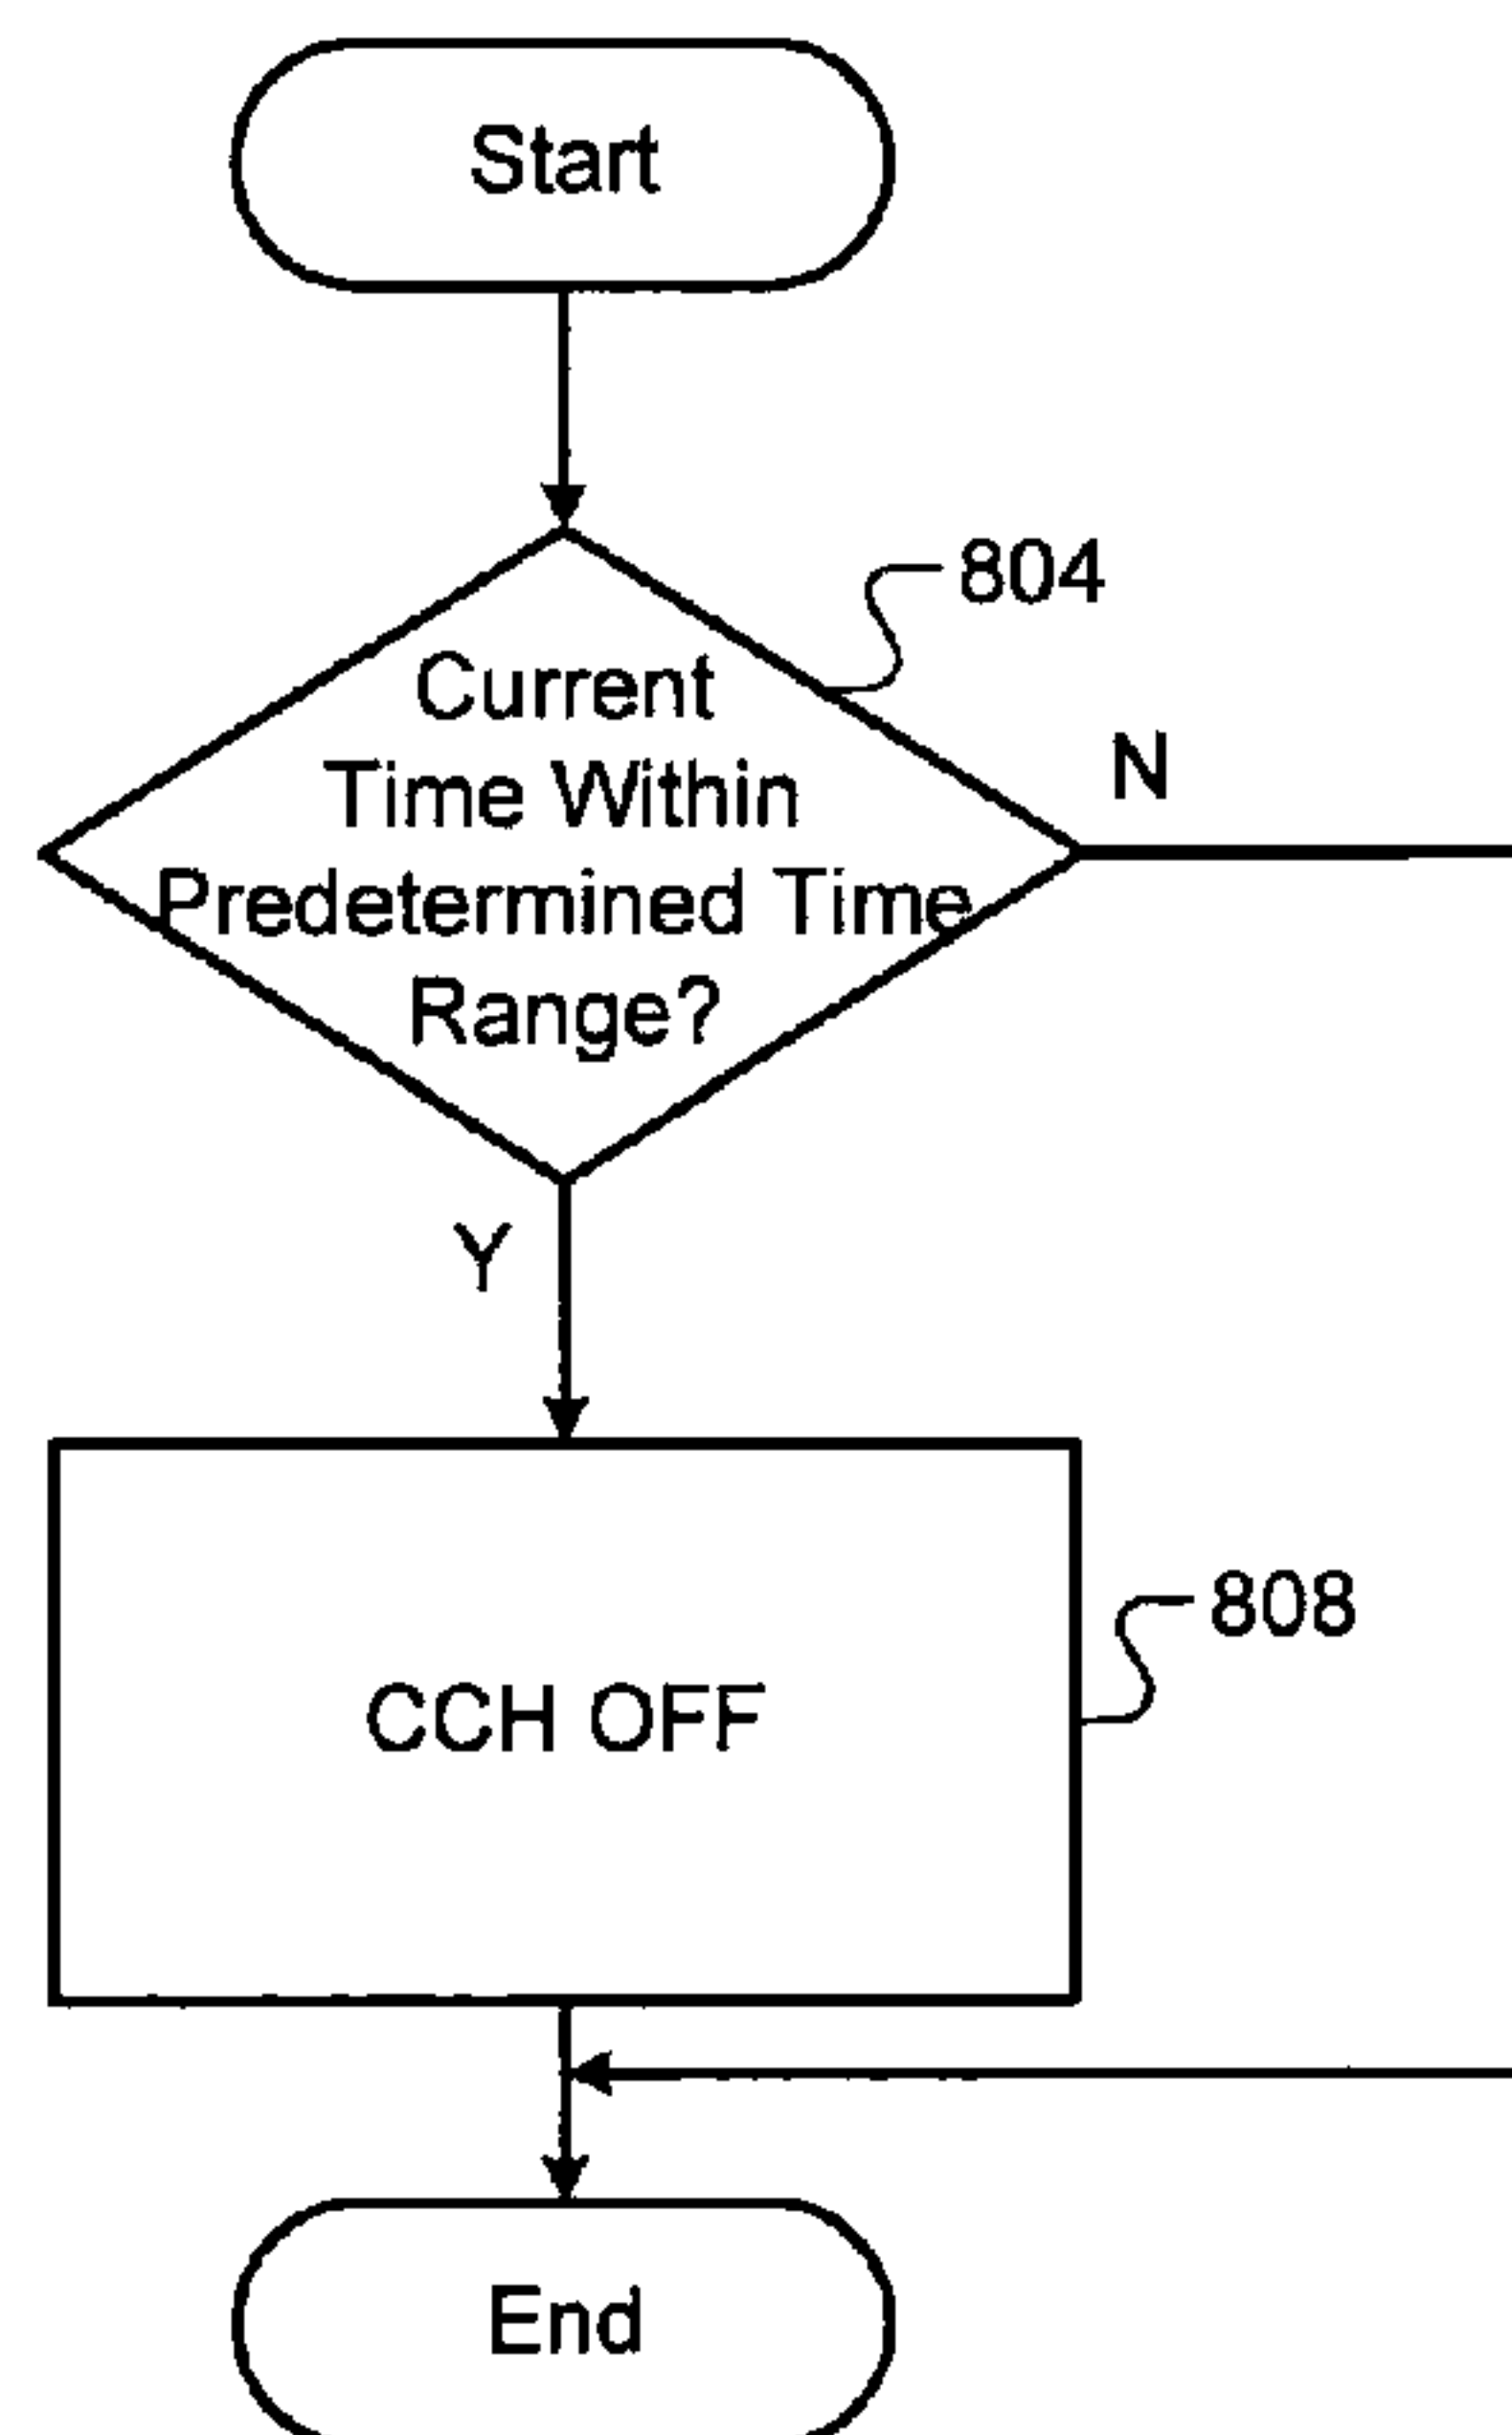 Start
804
Current
Time Within
Predetermined Time
Range?
N
Y
808
CCH OFF
End